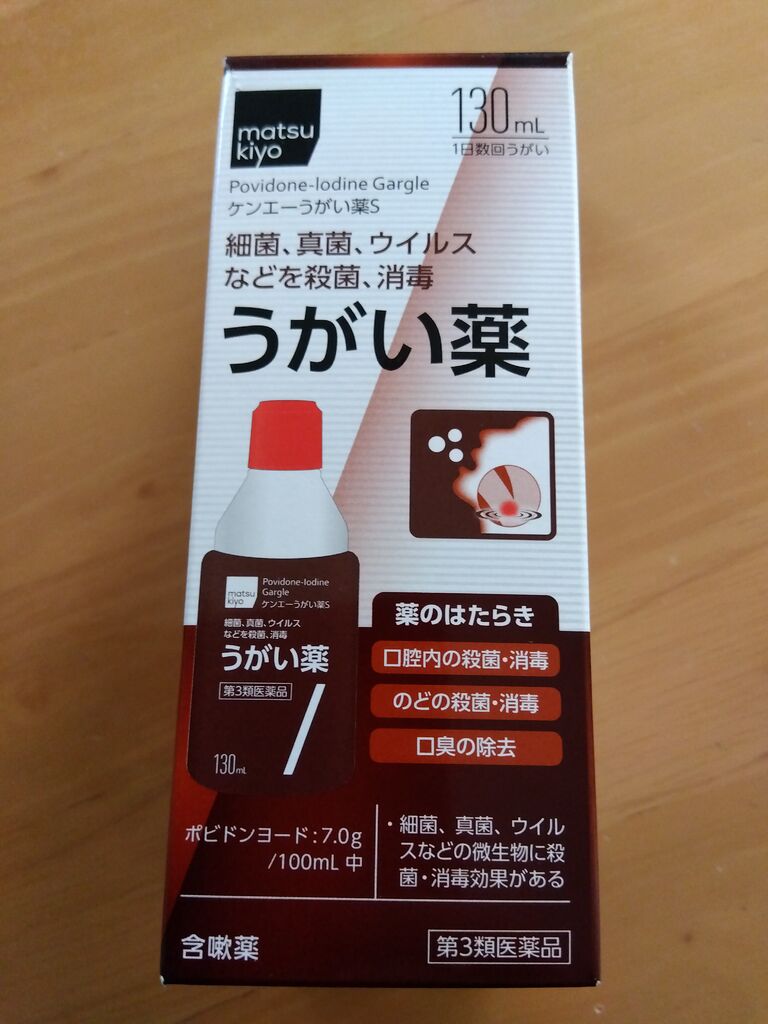 matsu
kiyo
130mL
1日数回うがい
Povidone-Iodine Gargle
ケンエーうがい薬S
細菌、真菌、ウイルス
などを殺菌、消毒
うがい薬
matsu
kiyo
Povidone-Iodine
Gargle
ケンエーうがい薬S
細菌、真菌、ウイルス
などを殺菌、消毒
うがい薬
第3類医薬品
130mL
薬のはたらき
口腔内の殺菌・消毒
のどの殺菌・消毒
口臭の除去
ポビドンヨード:7.0g
/100mL 中
・細菌、真菌、ウイル
スなどの微生物に殺
菌・消毒効果がある
含嗽薬
第3類医薬品